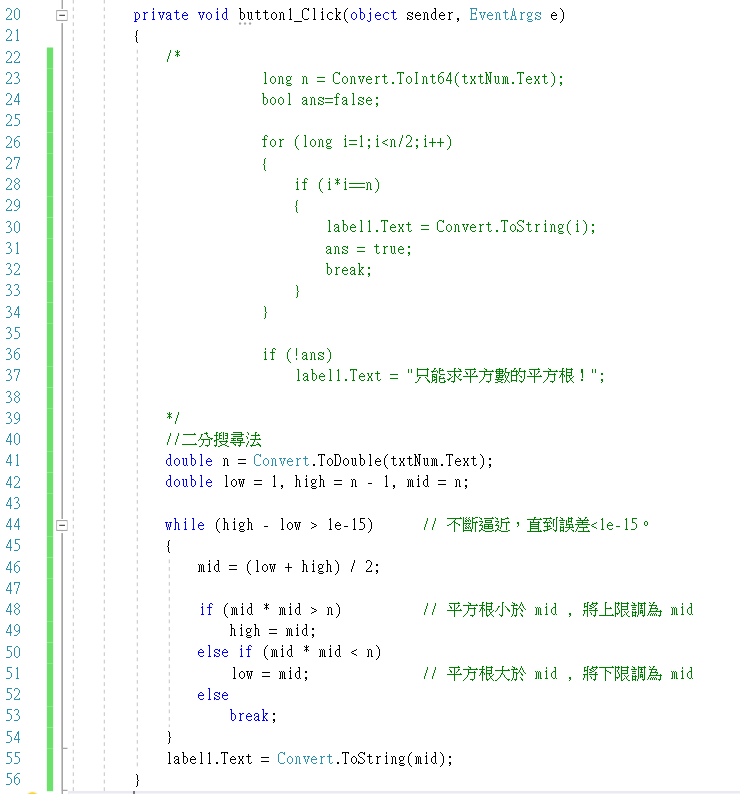 20 private void button1_Click(object sender, EventArgs e)
21 {
22 /*
23 long n = Convert.ToInt64(txtNum.Text);
24 bool ans=false;
25
26 for (long i=1;i<n/2;i++)
27 {
28 if (i*i==n)
29 {
30 label1.Text = Convert.ToString(i);
31 ans = true;
32 break;
33 }
34 }
35
36 if (!ans)
37 label1.Text = "只能求平方數的平方根！";
38
39 */
40 //二分搜尋法
41 double n = Convert.ToDouble(txtNum.Text);
42 double low = 1, high = n - 1, mid = n;
43
44 while (high - low > 1e-15) // 不斷逼近，直到誤差<1e-15。
45 {
46 mid = (low + high) / 2;
47
48 if (mid * mid > n) // 平方根小於 mid , 將上限調為 mid
49 high = mid;
50 else if (mid * mid < n)
51 low = mid; // 平方根大於 mid , 將下限調為 mid
52 else
53 break;
54 }
55 label1.Text = Convert.ToString(mid);
56 }